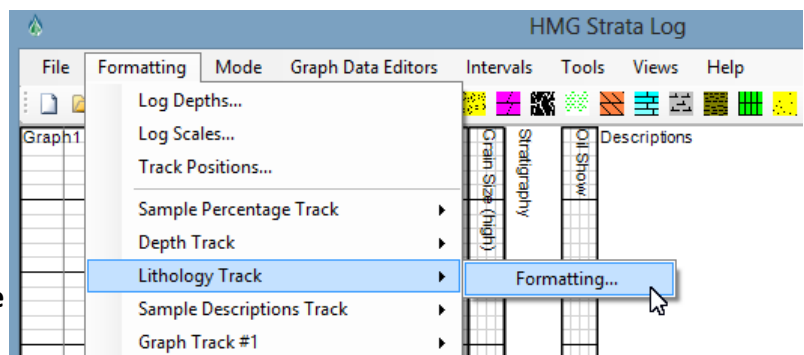 HMG Strata Log
File Formatting Mode Graph Data Editors Intervals Tools Views Help
Log Depths...
Log Scales...
Track Positions...
Sample Percentage Track
Depth Track
Lithology Track
Formatting...
Sample Descriptions Track
Graph Track #1
Graph1
Grain Size (high)
Stratigraphy
Oil Show
Descriptions
e